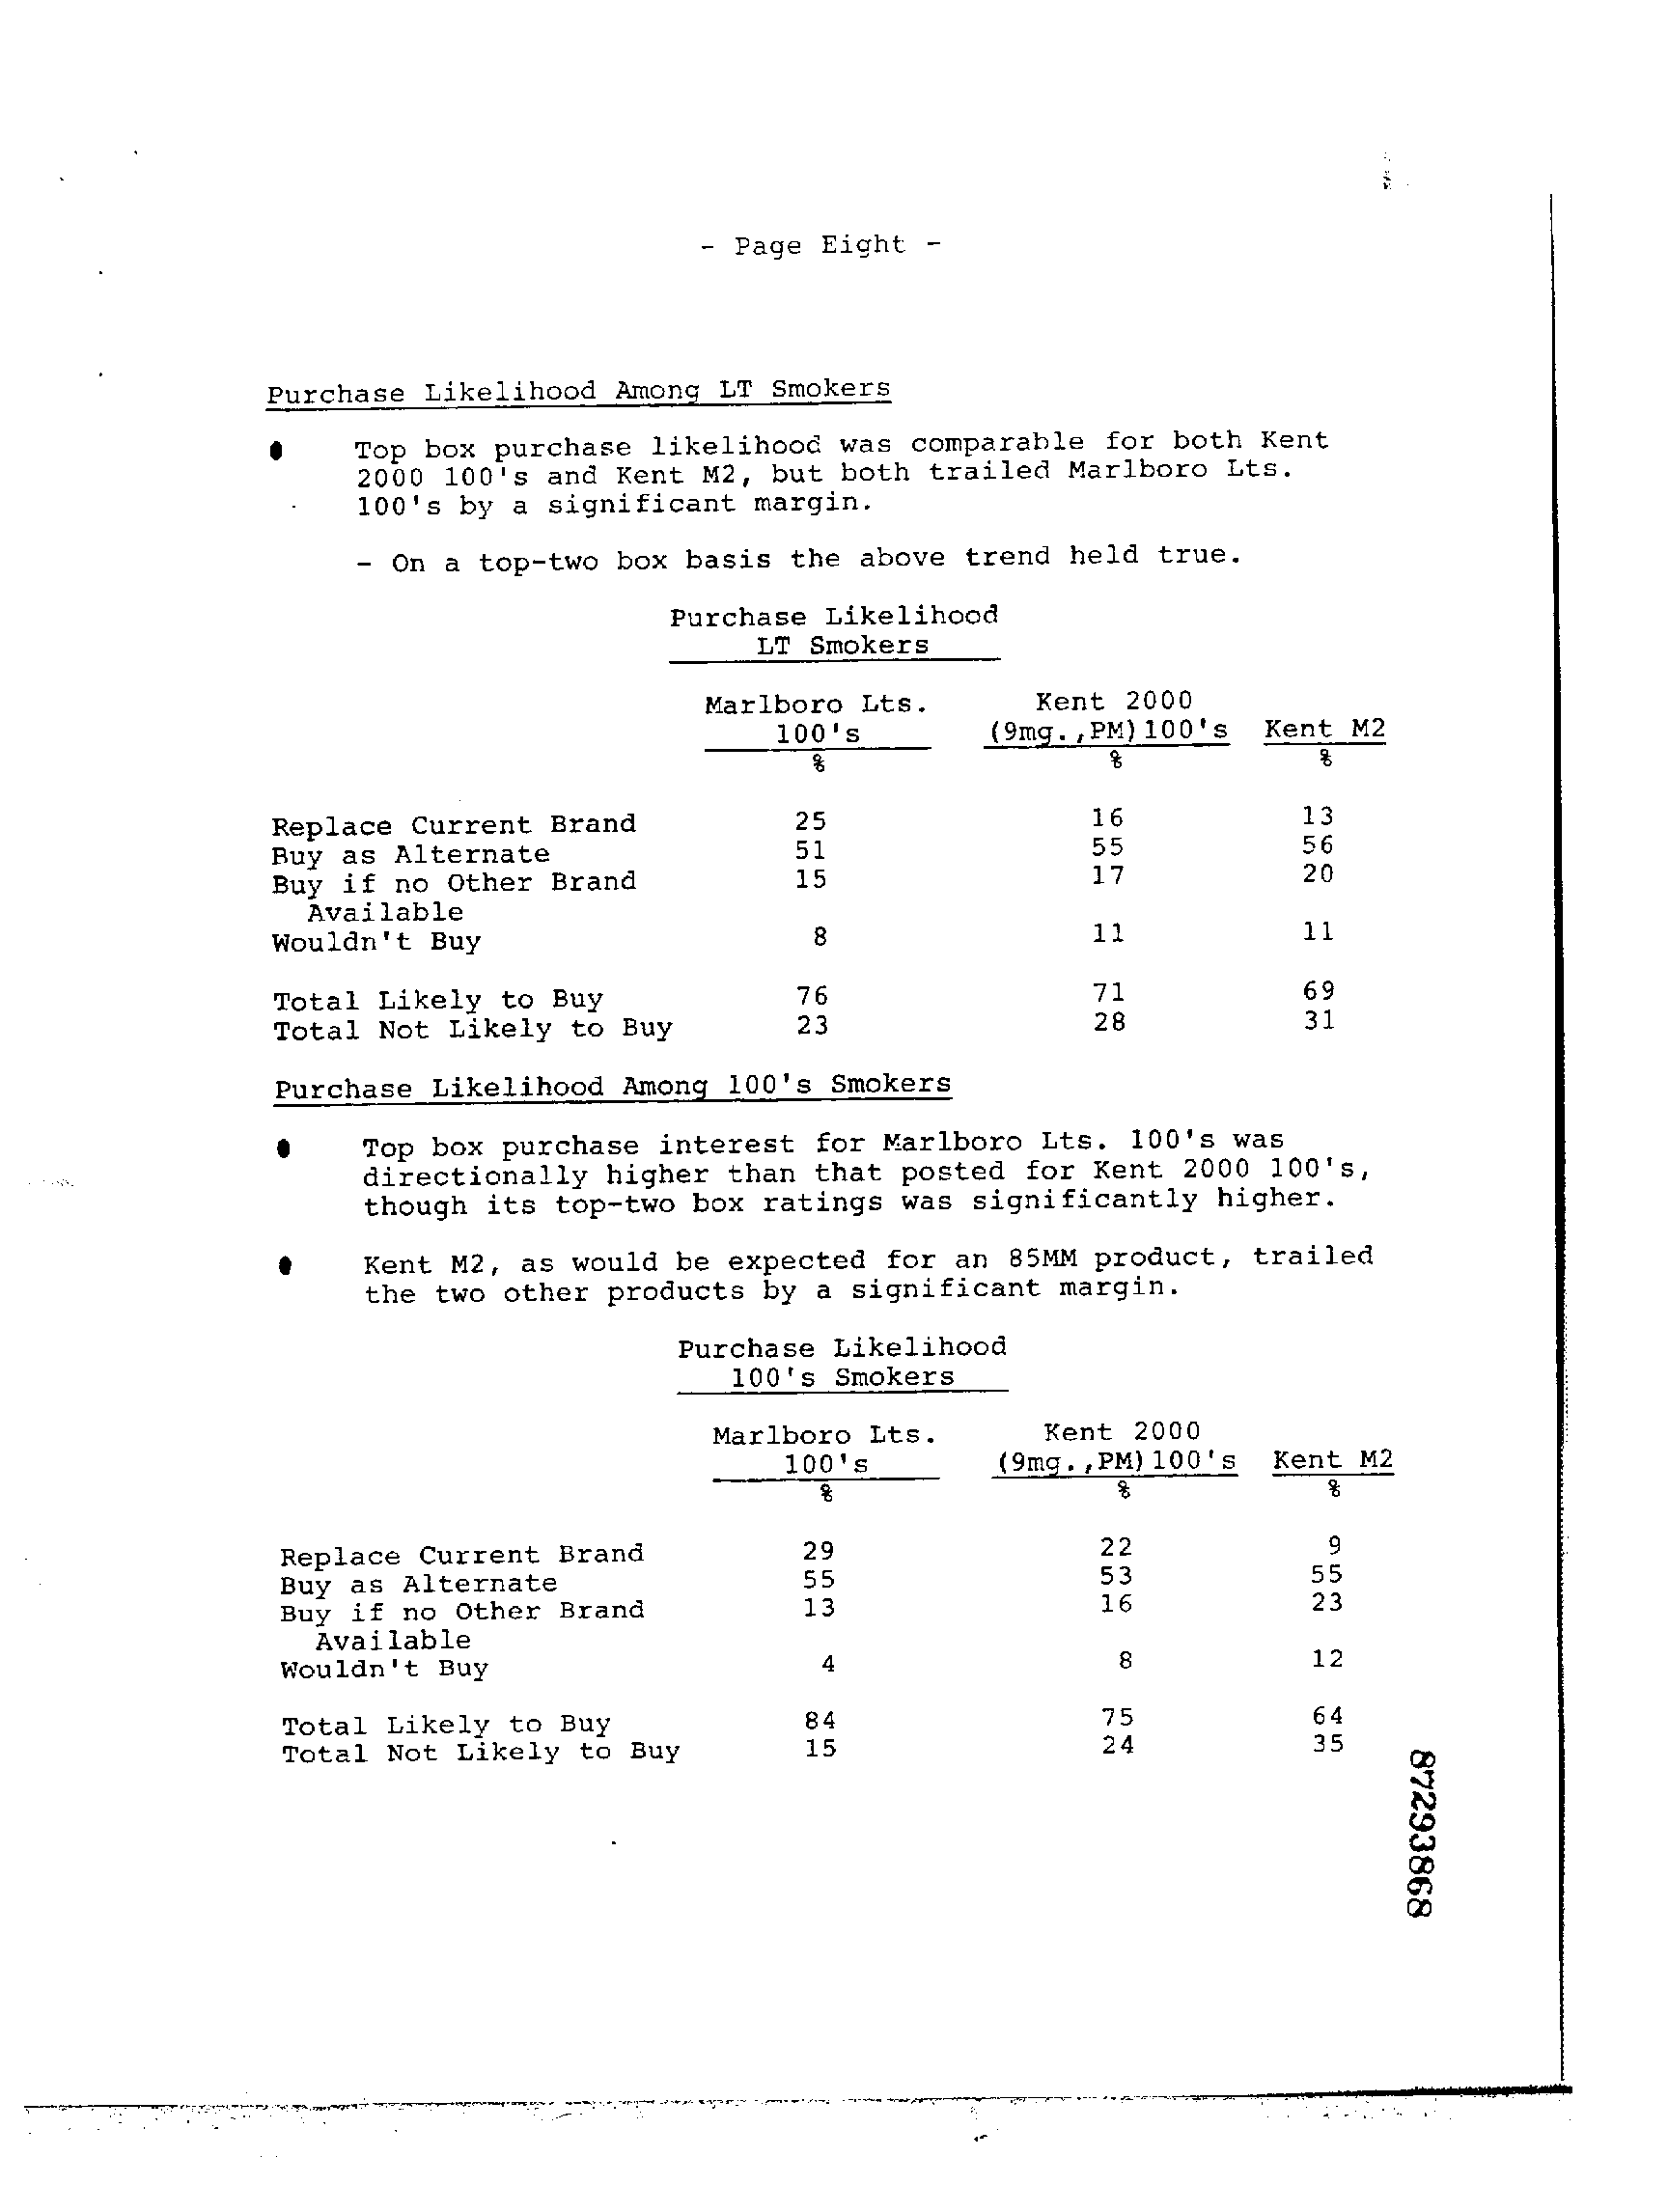 - Page Eight -
Purchase Likelihood Among LT Smokers
Top box purchase likelihood was comparable for both Kent
2000 100's and Kent M2, but both trailed Marlboro Lts.
100's by a significant margin.
- On a top-two box basis the above trend held true.
Purchase Likelihood
LT Smokers
Marlboro Lts. Kent 2000
100's (9mg.,PM)100's Kent M2
% % %
Replace Current Brand 25 16 13
Buy as Alternate 51 55 56
Buy if no Other Brand 15 17 20
Available
Wouldn't Buy 8 11 11
Total Likely to Buy 76 71 69
Total Not Likely to Buy 23 28 31
Purchase Likelihood Among 100's Smokers
Top box purchase interest for Marlboro Lts. 100's was
directionally higher than that posted for Kent 2000 100's,
though its top-two box ratings was significantly higher.
Kent M2, as would be expected for an 85MM product, trailed
the two other products by a significant margin.
Purchase Likelihood
100's Smokers
Marlboro Lts. Kent 2000
100's (9mg.,PM)100's Kent M2
% % %
Replace Current Brand 29 22 9
Buy as Alternate 55 53 55
Buy if no Other Brand 13 16 23
Available
Wouldn't Buy 4 8 12
Total Likely to Buy 84 75 64
Total Not Likely to Buy 15 24 35
87293868